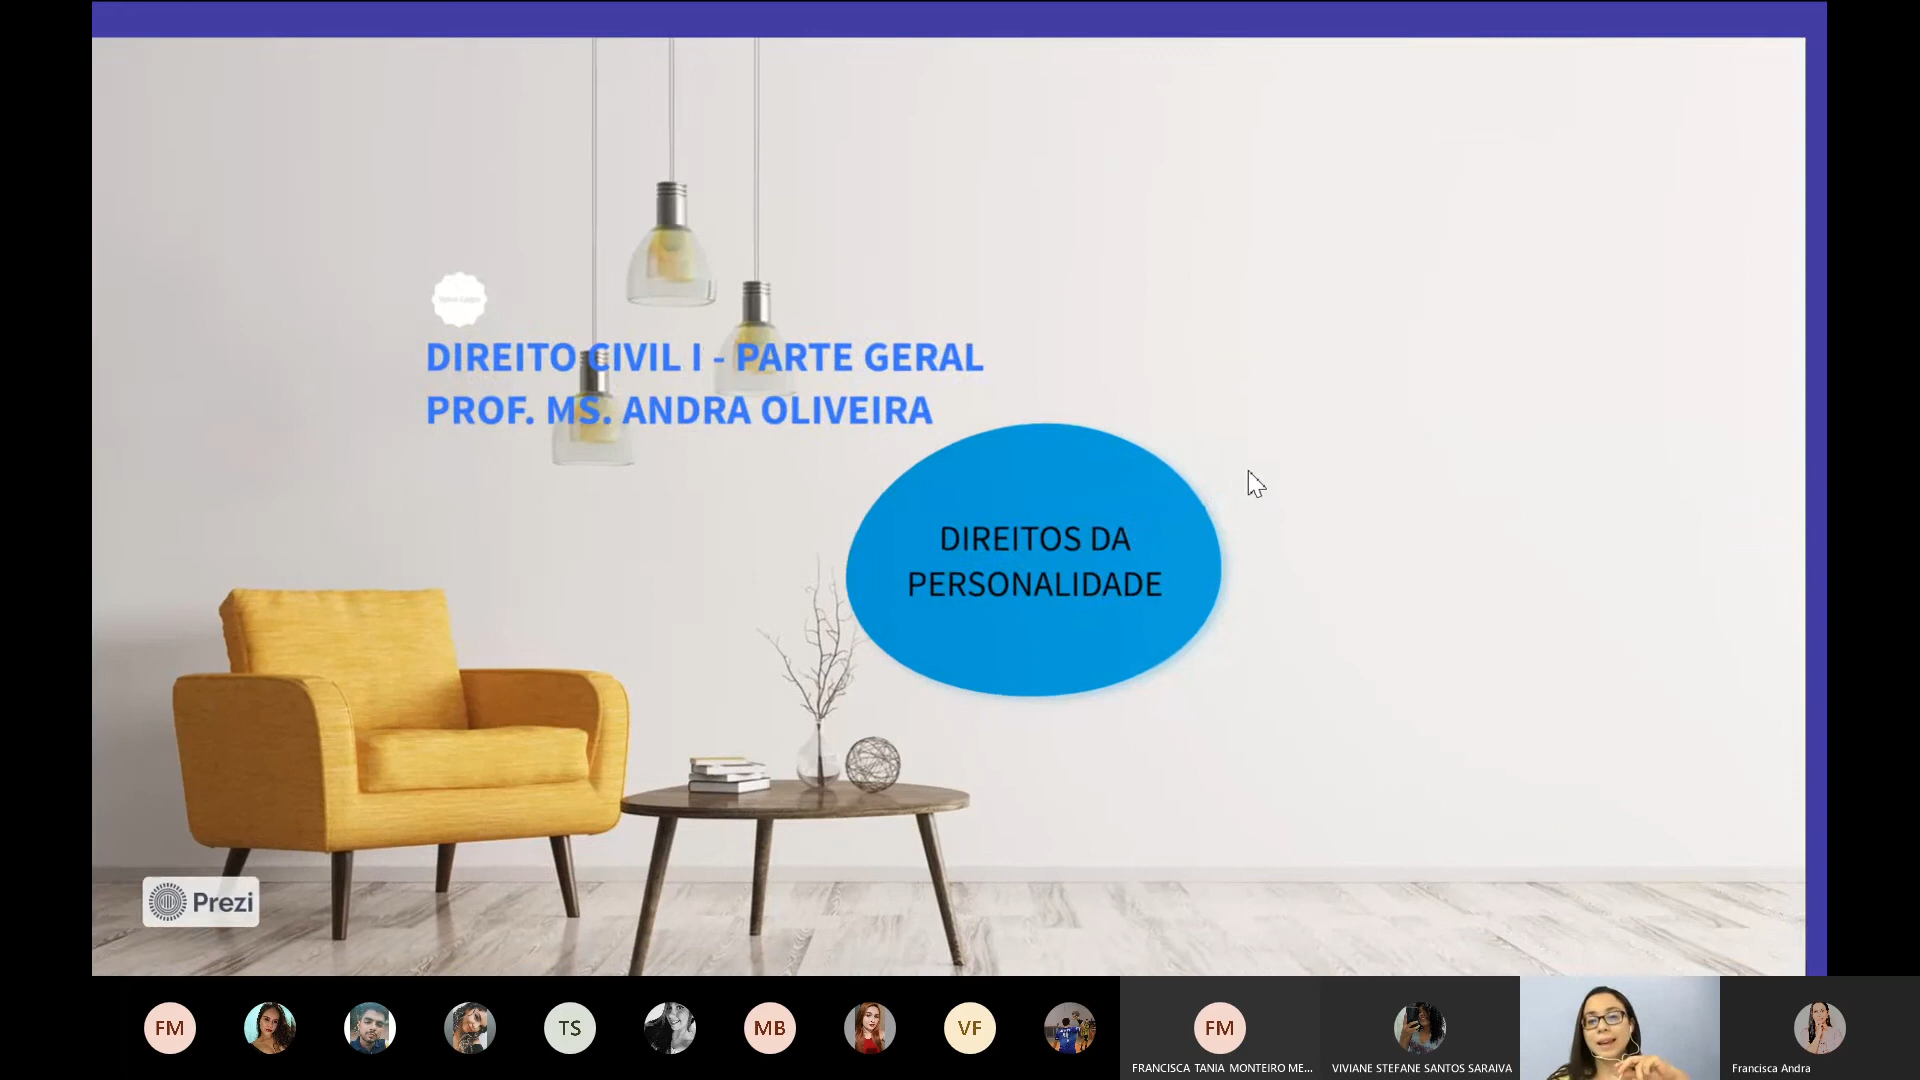 DIREITO CIVIL I - PARTE GERAL
PROF. MS. ANDRA OLIVEIRA
DIREITOS DA
PERSONALIDADE
Prezi
FM
TS
MB
VF
FM
FRANCISCA TANIA MONTEIRO ME...
VIVIANE STEFANE SANTOS SARAIVA
Francisca Andra